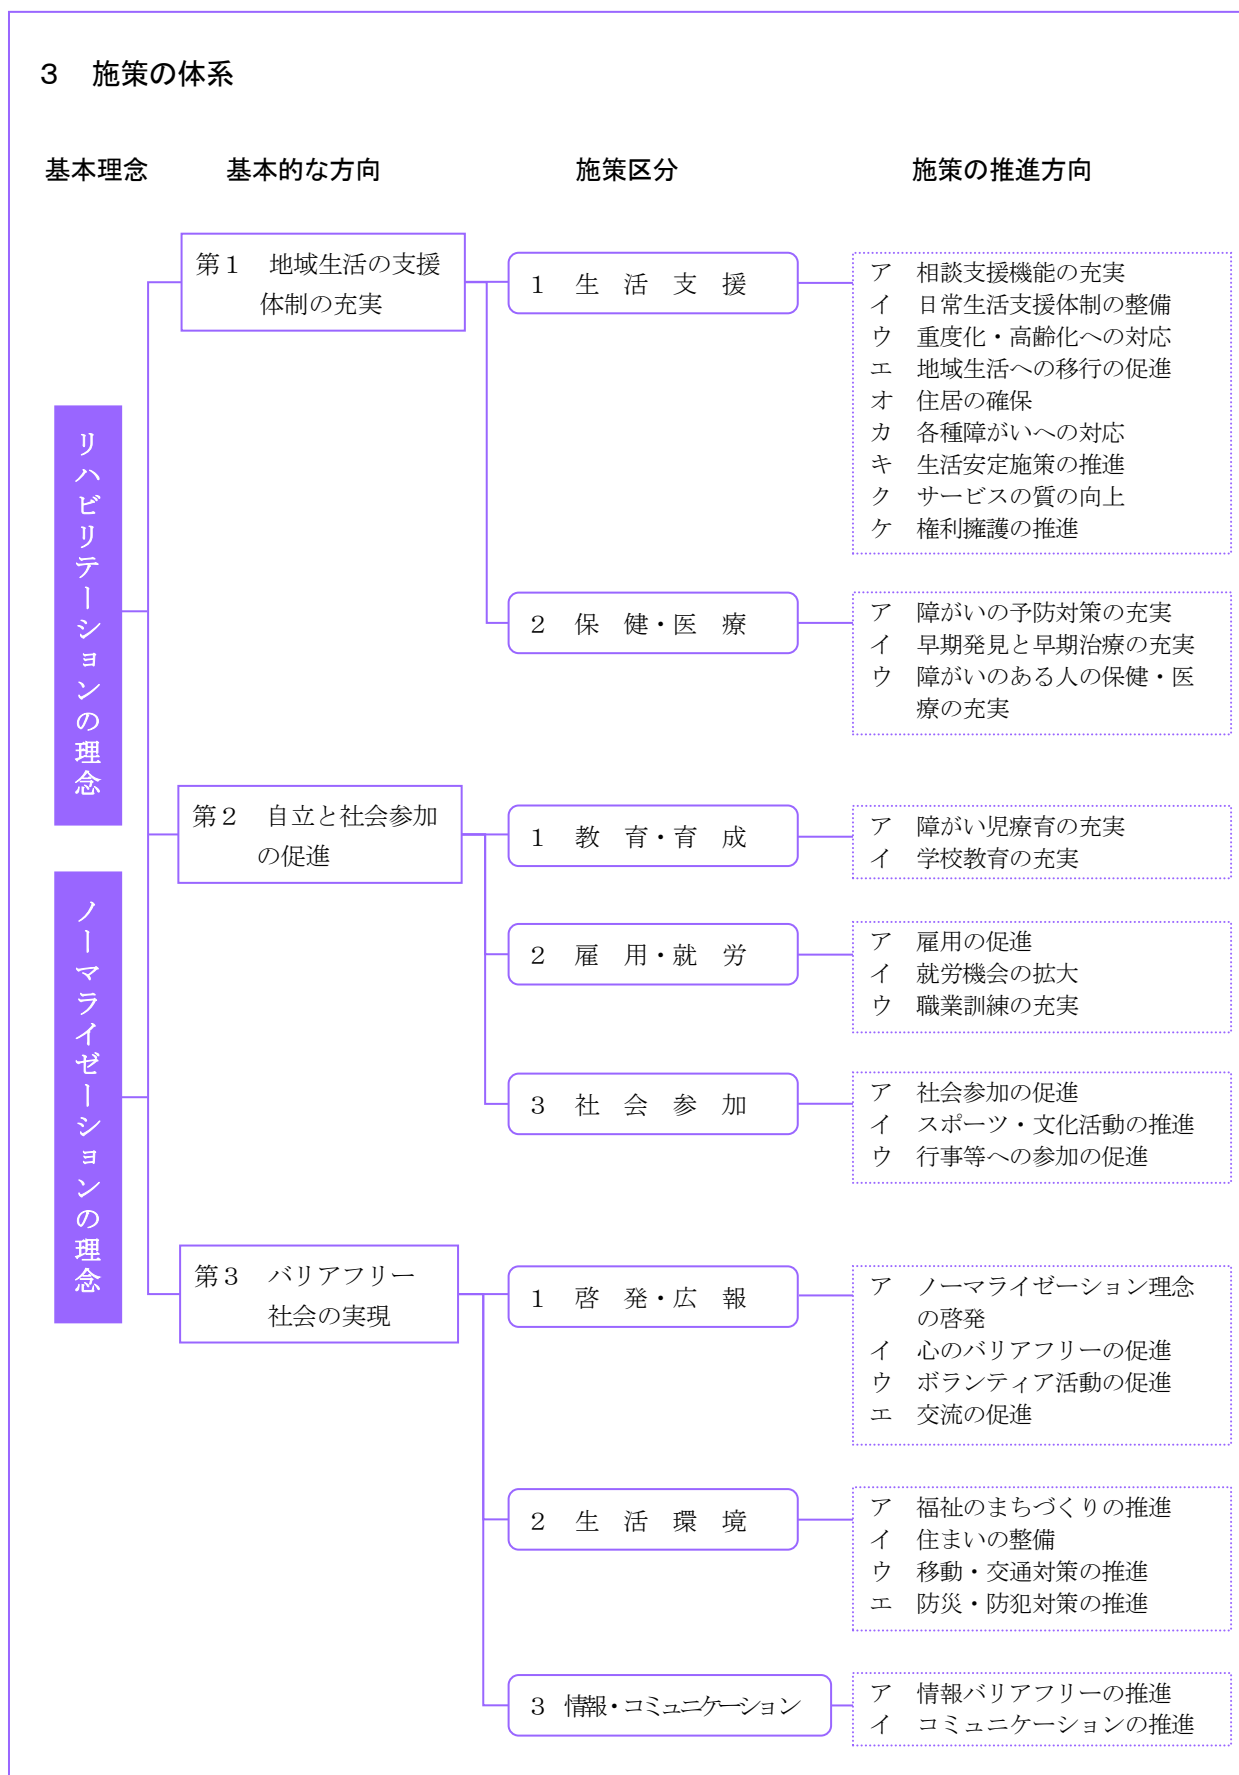 ３　施策の体系
基本理念　基本的な方向　施策区分　施策の推進方向
リハビリテーションの理念
ノーマライゼーションの理念
第１　地域生活の支援
体制の充実
１　生　活　支　援
ア　相談支援機能の充実
イ　日常生活支援体制の整備
ウ　重度化・高齢化への対応
エ　地域生活への移行の促進
オ　住居の確保
カ　各種障がいへの対応
キ　生活安定施策の推進
ク　サービスの質の向上
ケ　権利擁護の推進
２　保　健・医　療
ア　障がいの予防対策の充実
イ　早期発見と早期治療の充実
ウ　障がいのある人の保健・医
療の充実
第２　自立と社会参加
の促進
１　教　育・育　成
ア　障がい児療育の充実
イ　学校教育の充実
２　雇　用・就　労
ア　雇用の促進
イ　就労機会の拡大
ウ　職業訓練の充実
３　社　会　参　加
ア　社会参加の促進
イ　スポーツ・文化活動の推進
ウ　行事等への参加の促進
第３　バリアフリー
社会の実現
１　啓　発・広　報
ア　ノーマライゼーション理念
の啓発
イ　心のバリアフリーの促進
ウ　ボランティア活動の促進
エ　交流の促進
２　生　活　環　境
ア　福祉のまちづくりの推進
イ　住まいの整備
ウ　移動・交通対策の推進
エ　防災・防犯対策の推進
３　情報・コミュニケーション
ア　情報バリアフリーの推進
イ　コミュニケーションの推進